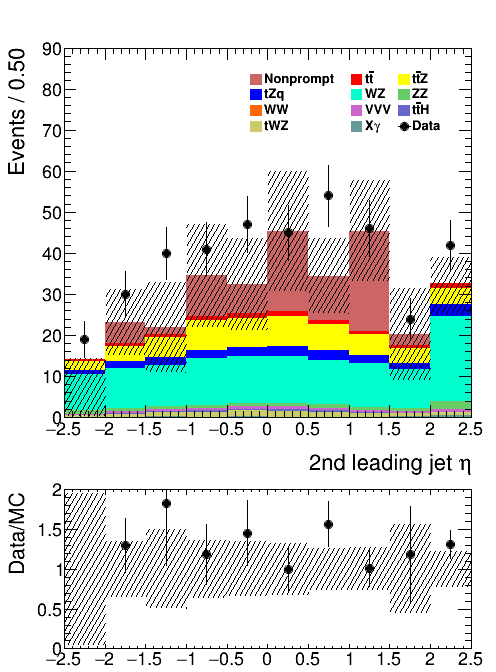 Events / 0.50
90
80
70
60
50
40
30
20
10
0
Nonprompt tt̄ tt̄Z
tZq WZ ZZ
WW VVV tt̄H
tWZ Xγ Data
−2.5 −2 −1.5 −1 −0.5 0 0.5 1 1.5 2 2.5
2nd leading jet η
Data/MC
2
1.5
1
0.5
0
−2.5 −2 −1.5 −1 −0.5 0 0.5 1 1.5 2 2.5